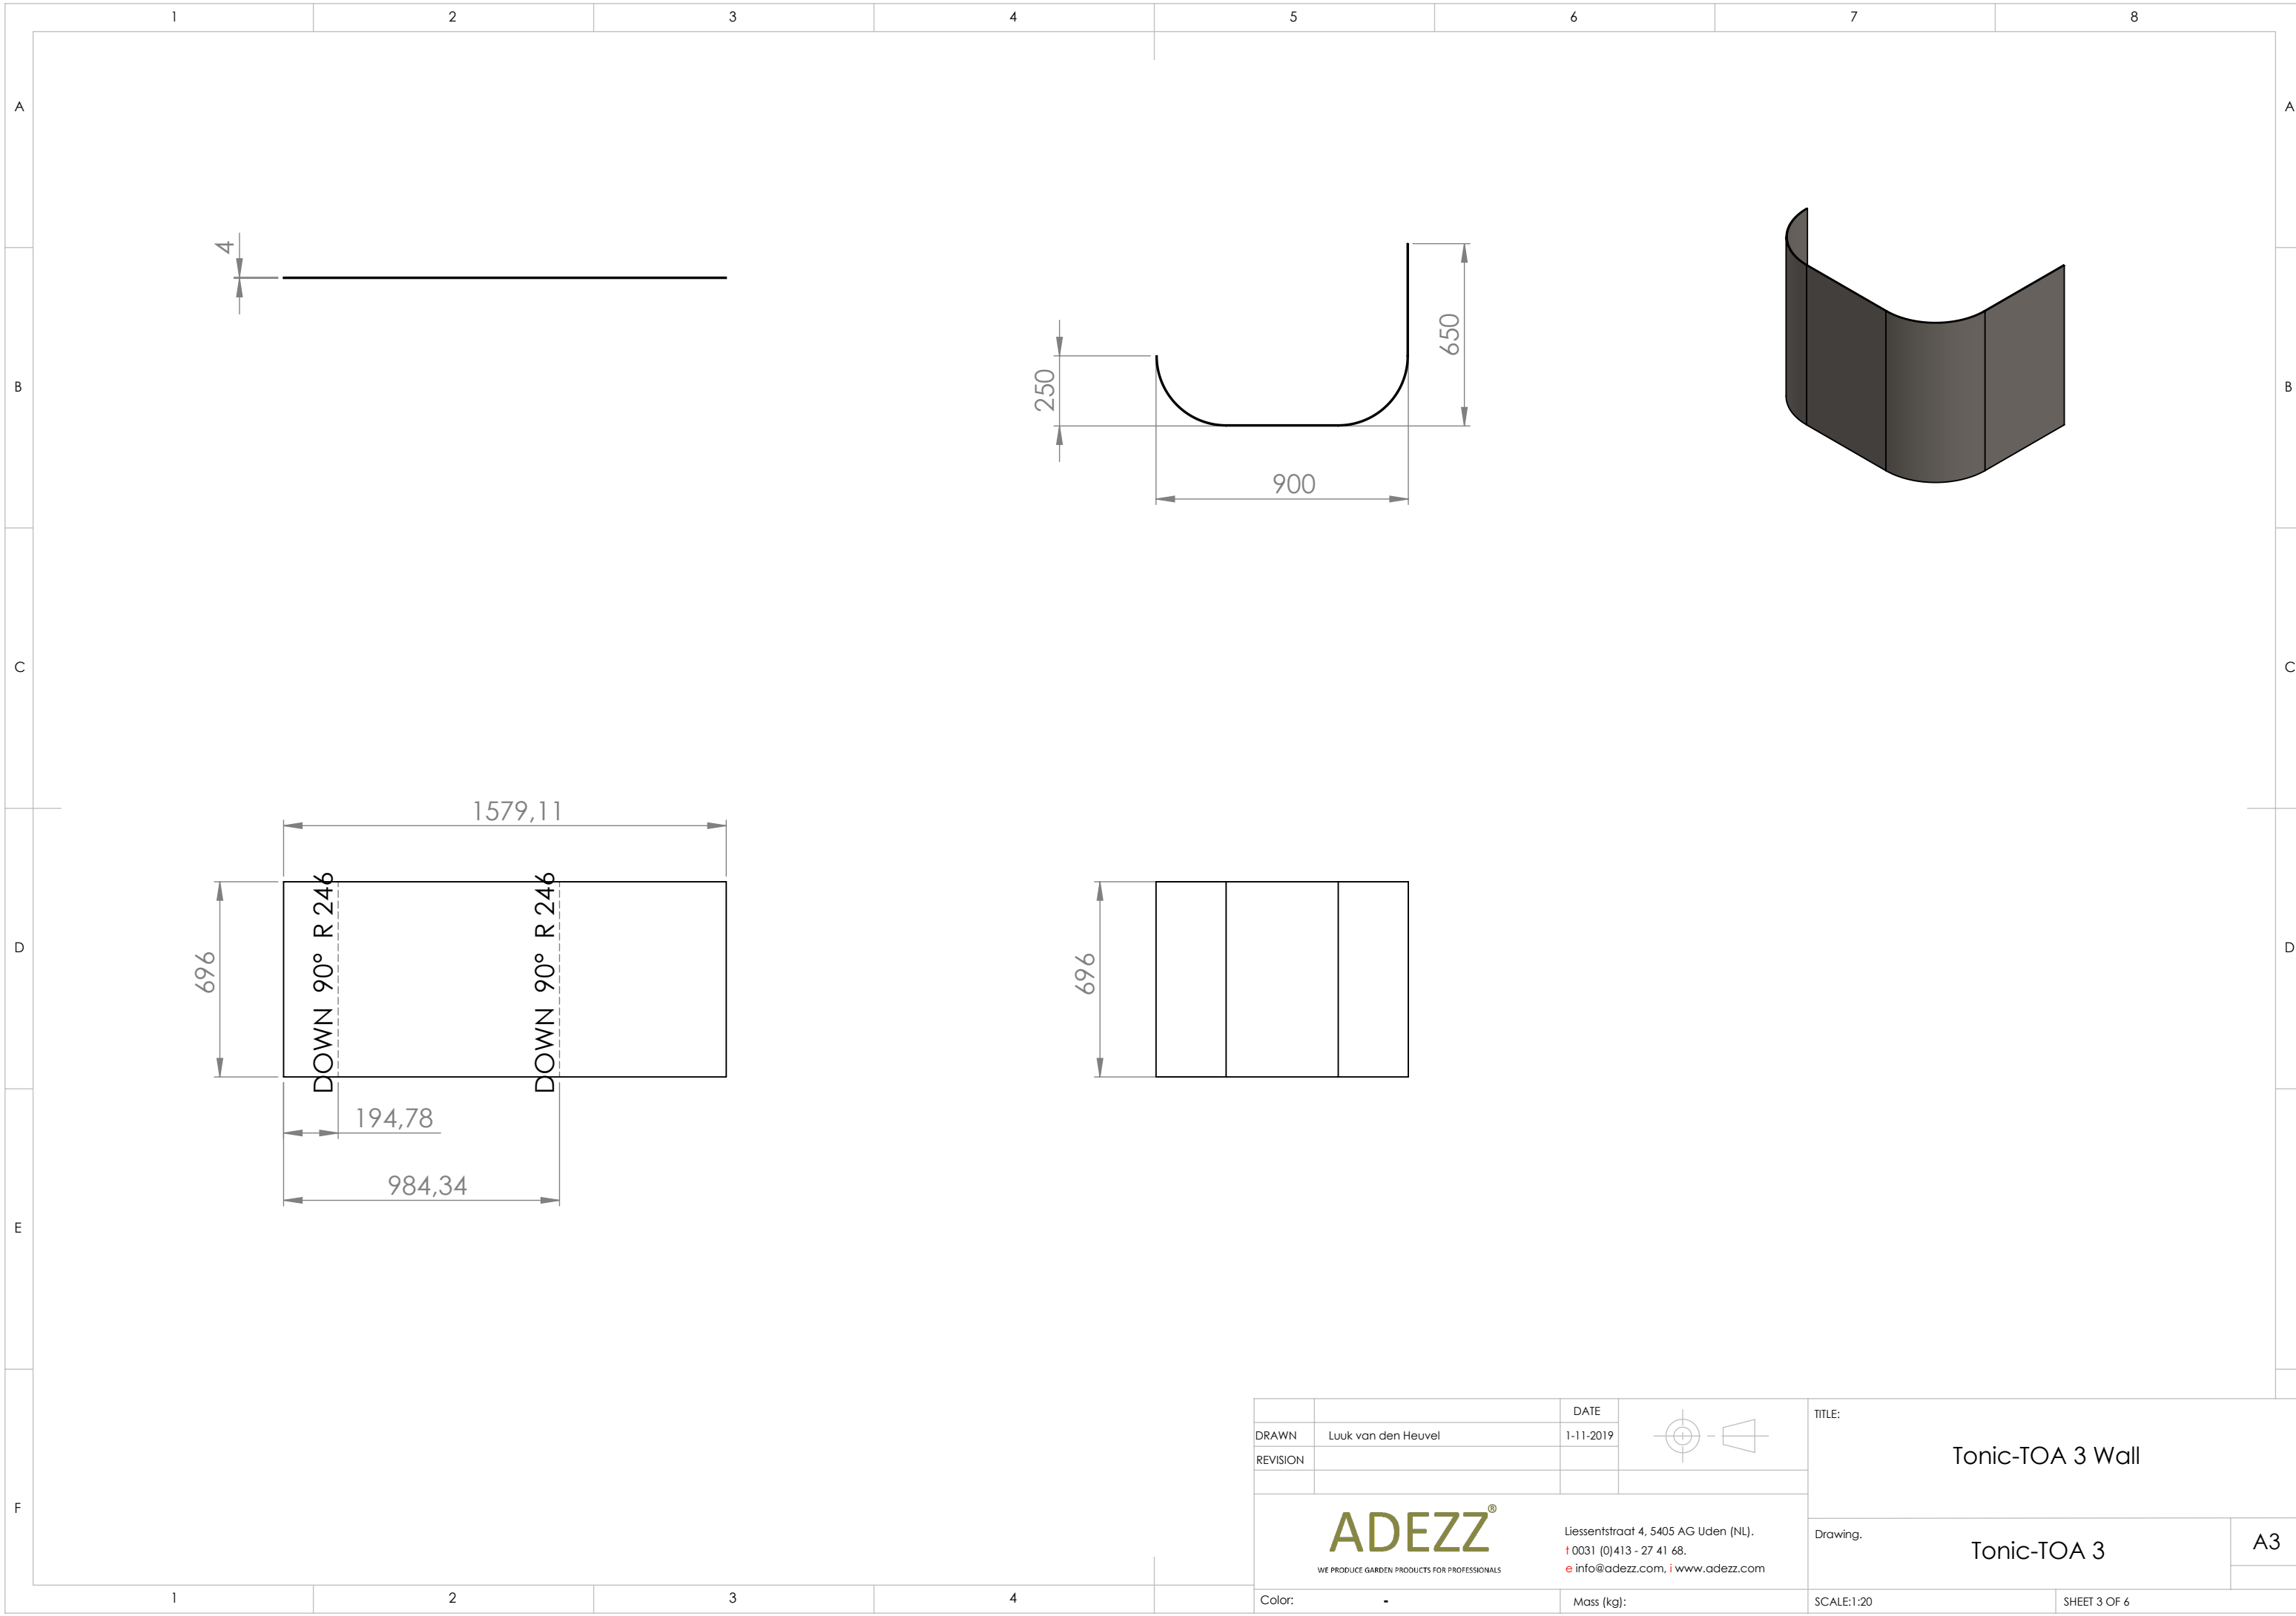 1 2 3 4 5 6 7 8
A A
4
650
B B
250
900
C C
1579,11
DOWN 90° R 246
DOWN 90° R 246
696
696
D D
194,78
984,34
E
F
DATE
DRAWN Luuk van den Heuvel 1-11-2019
REVISION
TITLE:
Tonic-TOA 3 Wall
ADEZZ®
WE PRODUCE GARDEN PRODUCTS FOR PROFESSIONALS
Liessentstraat 4, 5405 AG Uden (NL).
t 0031 (0)413 - 27 41 68.
e info@adezz.com, i www.adezz.com
Drawing.
Tonic-TOA 3
A3
Color: -
Mass (kg):
SCALE:1:20
SHEET 3 OF 6
1 2 3 4